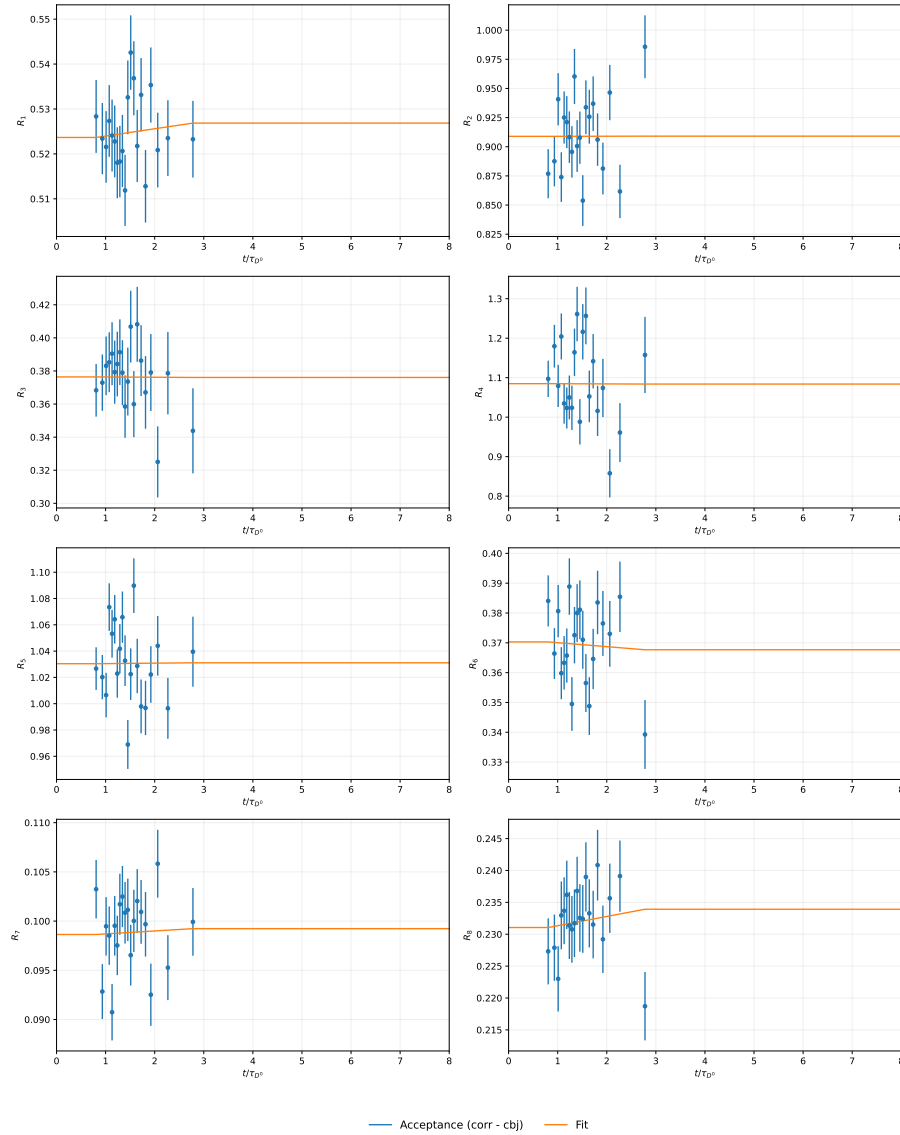 0.55
0.54
0.53
0.52
0.51
R1
0 1 2 3 4 5 6 7 8
t/τD⁰
1.000
0.975
0.950
0.925
0.900
0.875
0.850
0.825
R2
0 1 2 3 4 5 6 7 8
t/τD⁰
0.42
0.40
0.38
0.36
0.34
0.32
0.30
R3
0 1 2 3 4 5 6 7 8
t/τD⁰
1.3
1.2
1.1
1.0
0.9
0.8
R4
0 1 2 3 4 5 6 7 8
t/τD⁰
1.10
1.08
1.06
1.04
1.02
1.00
0.98
0.96
R5
0 1 2 3 4 5 6 7 8
t/τD⁰
0.40
0.39
0.38
0.37
0.36
0.35
0.34
0.33
R6
0 1 2 3 4 5 6 7 8
t/τD⁰
0.110
0.105
0.100
0.095
0.090
R7
0 1 2 3 4 5 6 7 8
t/τD⁰
0.245
0.240
0.235
0.230
0.225
0.220
0.215
R8
0 1 2 3 4 5 6 7 8
t/τD⁰
Acceptance (corr - cbj) Fit